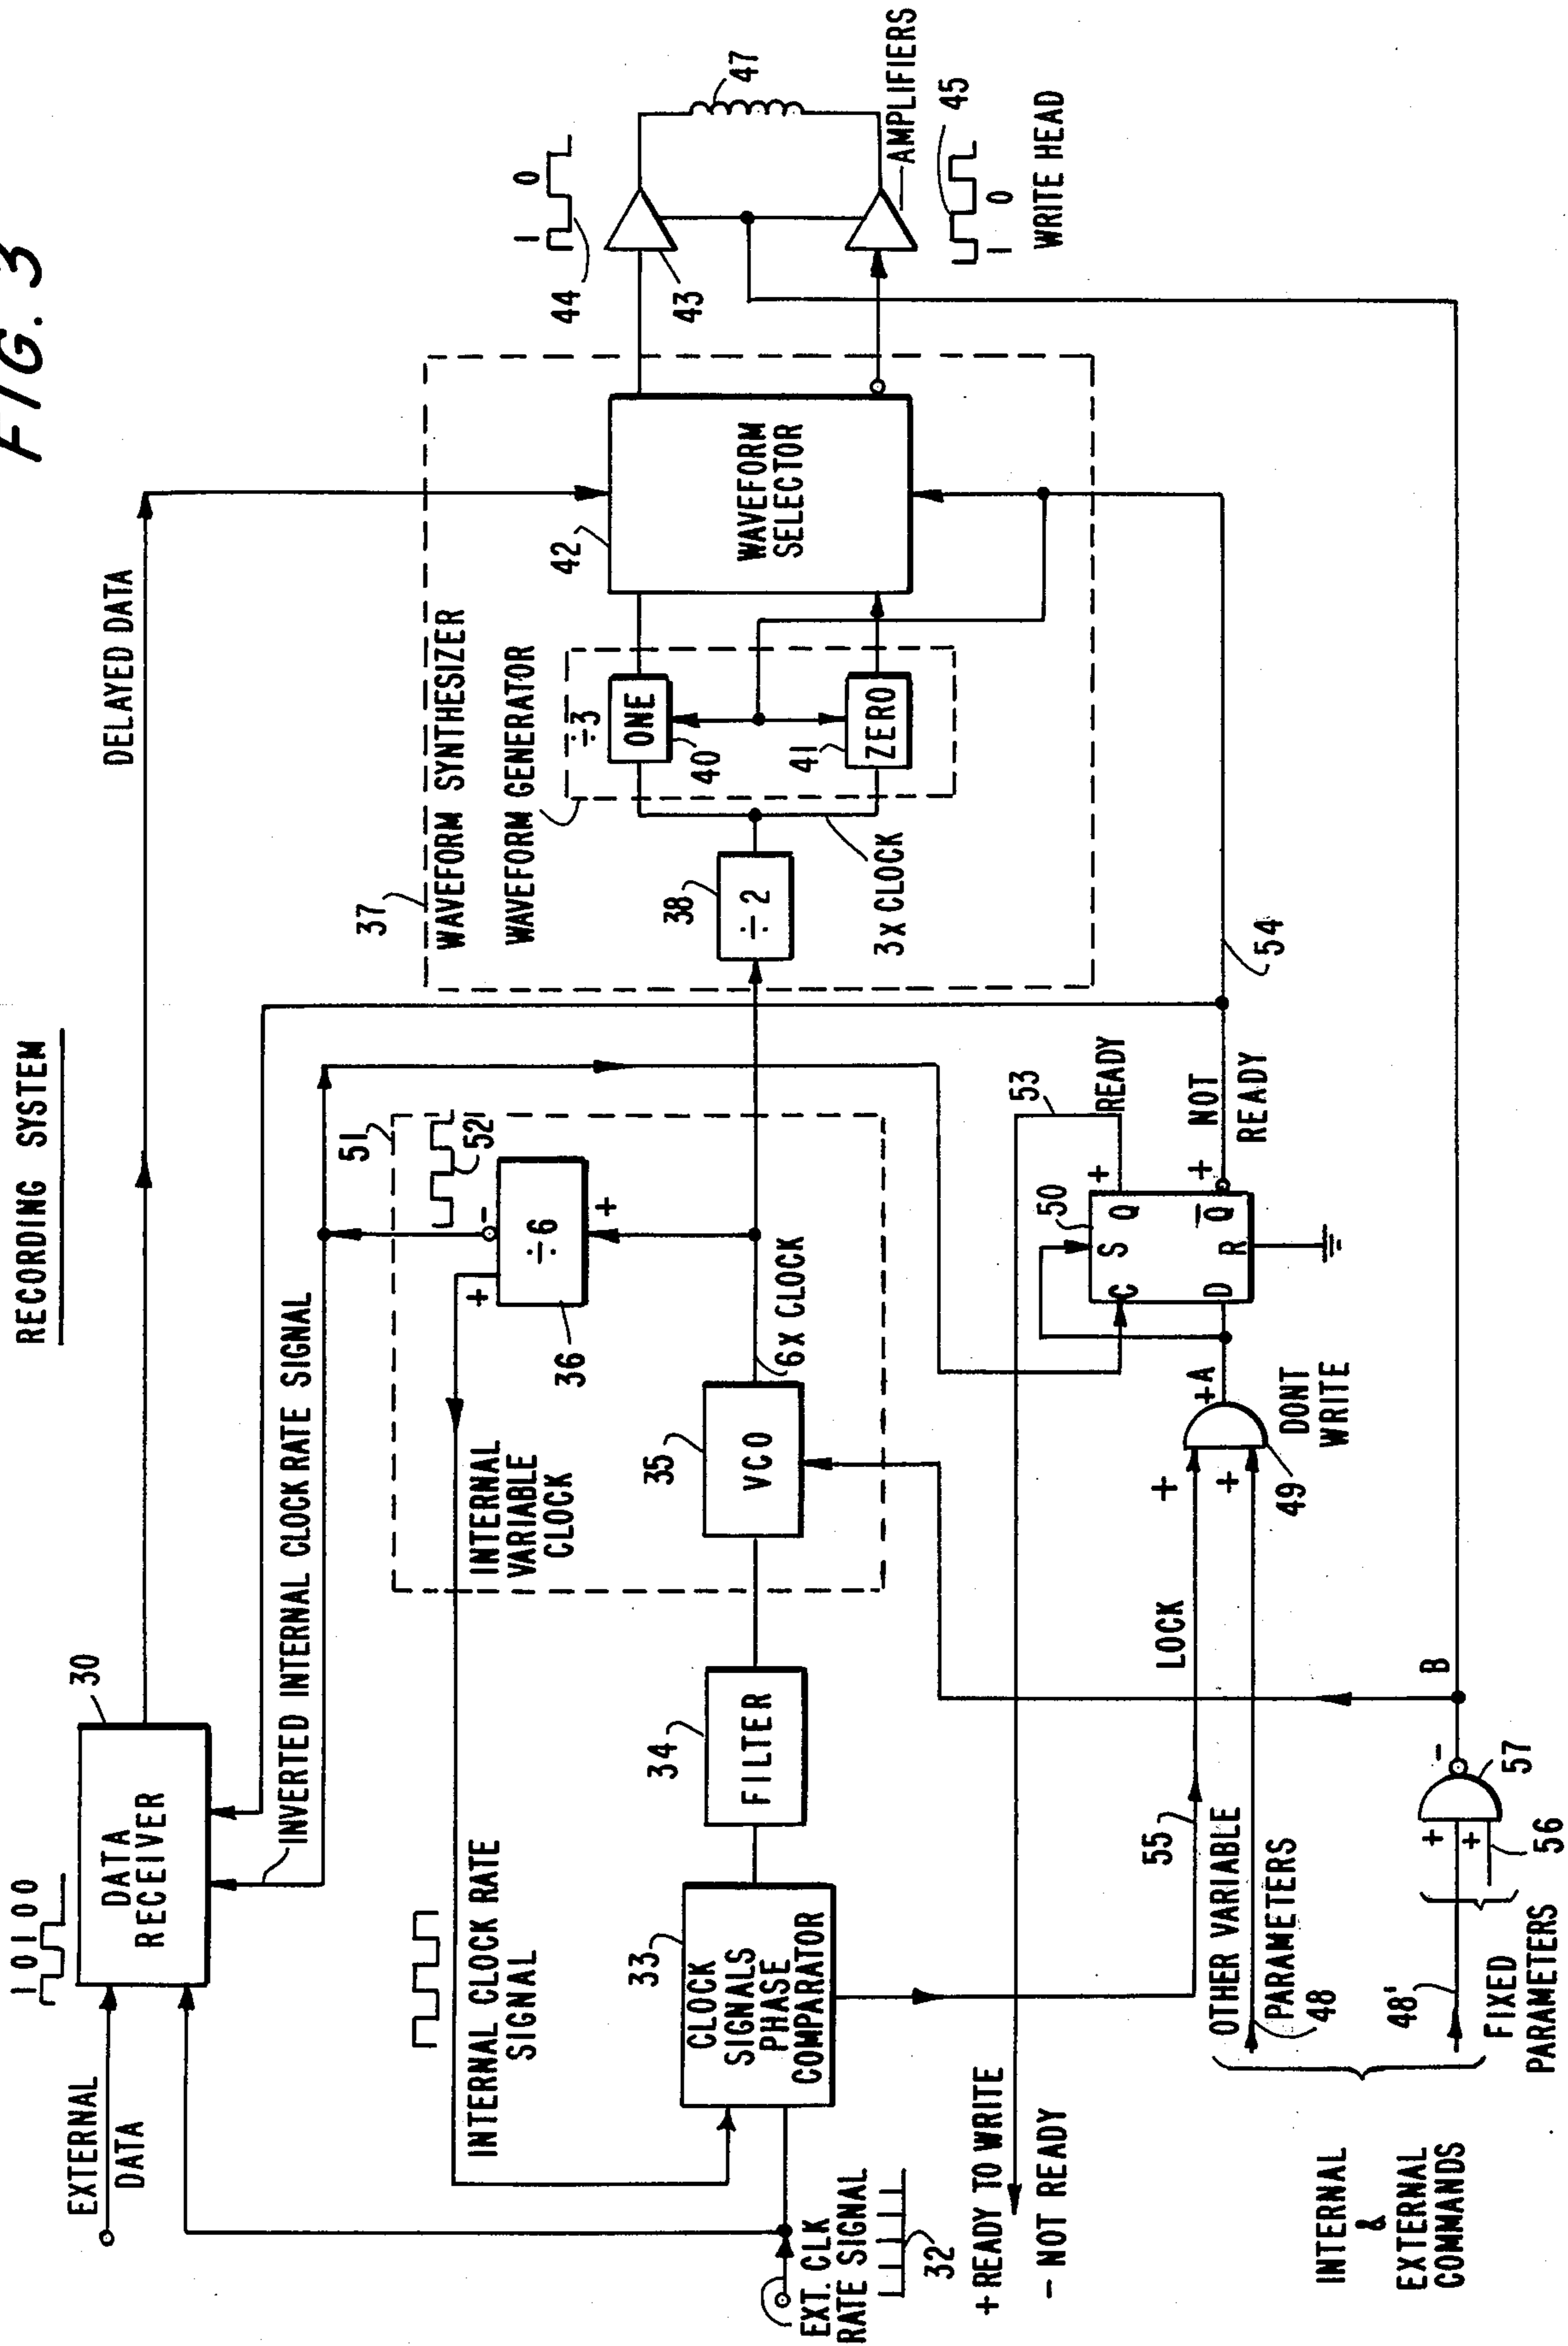 FIG. 3
RECORDING SYSTEM
10100
EXTERNAL
DATA
DATA
RECEIVER
30
DELAYED DATA
INVERTED INTERNAL CLOCK RATE SIGNAL
INTERNAL CLOCK RATE
SIGNAL
EXT. CLK
RATE SIGNAL
32
33
CLOCK
SIGNALS
PHASE
COMPARATOR
34
FILTER
INTERNAL
VARIABLE
CLOCK
35
VCO
6X CLOCK
36
÷6
+
-
+
51
52
37
WAVEFORM SYNTHESIZER
WAVEFORM GENERATOR
38
÷2
3X CLOCK
÷3
ONE
40
41
ZERO
42
WAVEFORM
SELECTOR
44
1 0
43
47
AMPLIFIERS
45
1 0
WRITE HEAD
+ READY TO WRITE
- NOT READY
53
READY
+
50
S Q
C
D R Q
+
NOT
READY
54
LOCK
55
+
+
49
+A
DONT
WRITE
OTHER VARIABLE
PARAMETERS
48
48'
FIXED
PARAMETERS
56
+
+
57
-
B
INTERNAL
&
EXTERNAL
COMMANDS